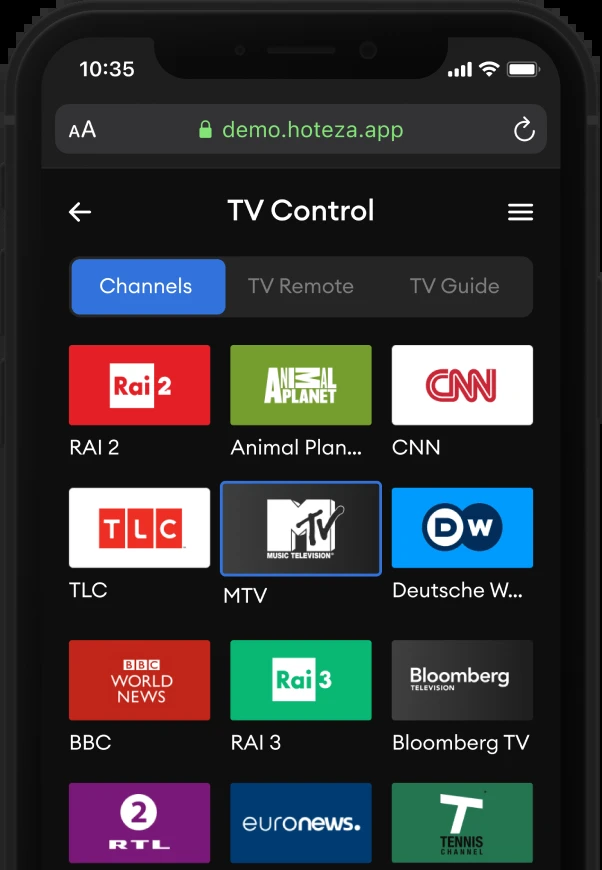 10:35
AA demo.hoteza.app
TV Control
Channels TV Remote TV Guide
Rai 2
ANIMAL PLANET
CNN
RAI 2
Animal Plan...
CNN
TLC
MTV
MUSIC TELEVISION
DW
TLC
MTV
Deutsche W...
BBC
WORLD
NEWS
Rai 3
Bloomberg
TELEVISION
BBC
RAI 3
Bloomberg TV
2
RTL
euronews.
T
TENNIS
CHANNEL